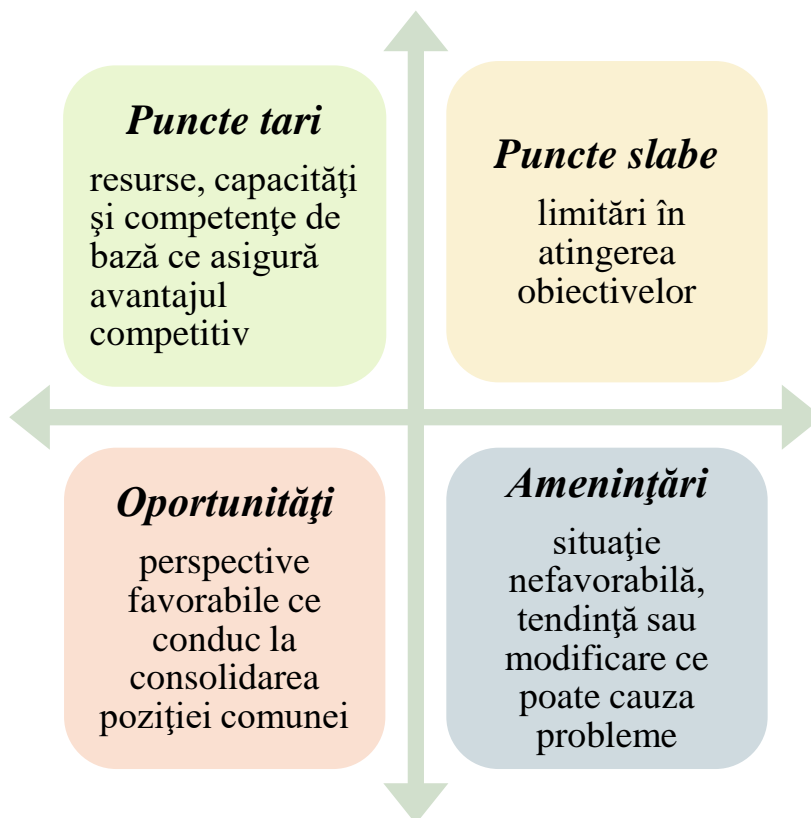 Puncte tari
resurse, capacităţi
şi competenţe de
bază ce asigură
avantajul
competitiv
Puncte slabe
limitări în
atingerea
obiectivelor
Oportunităţi
perspective
favorabile ce
conduc la
consolidarea
poziţiei comunei
Ameninţări
situaţie
nefavorabilă,
tendinţă sau
modificare ce
poate cauza
probleme